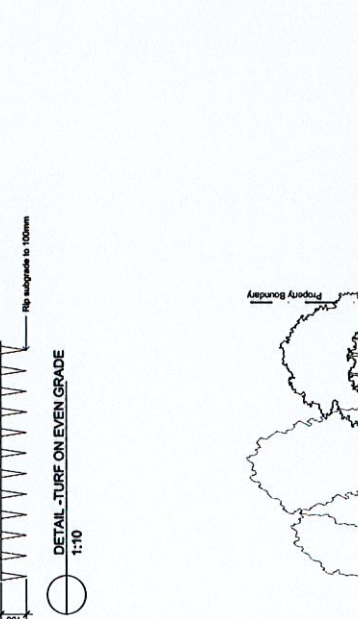 Rip subgrade to 100mm
DETAIL -TURF ON EVEN GRADE
1:10
Property Boundary